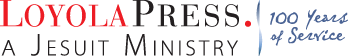 LOYOLAPRESS.
A JESUIT MINISTRY
100 Years
of Service